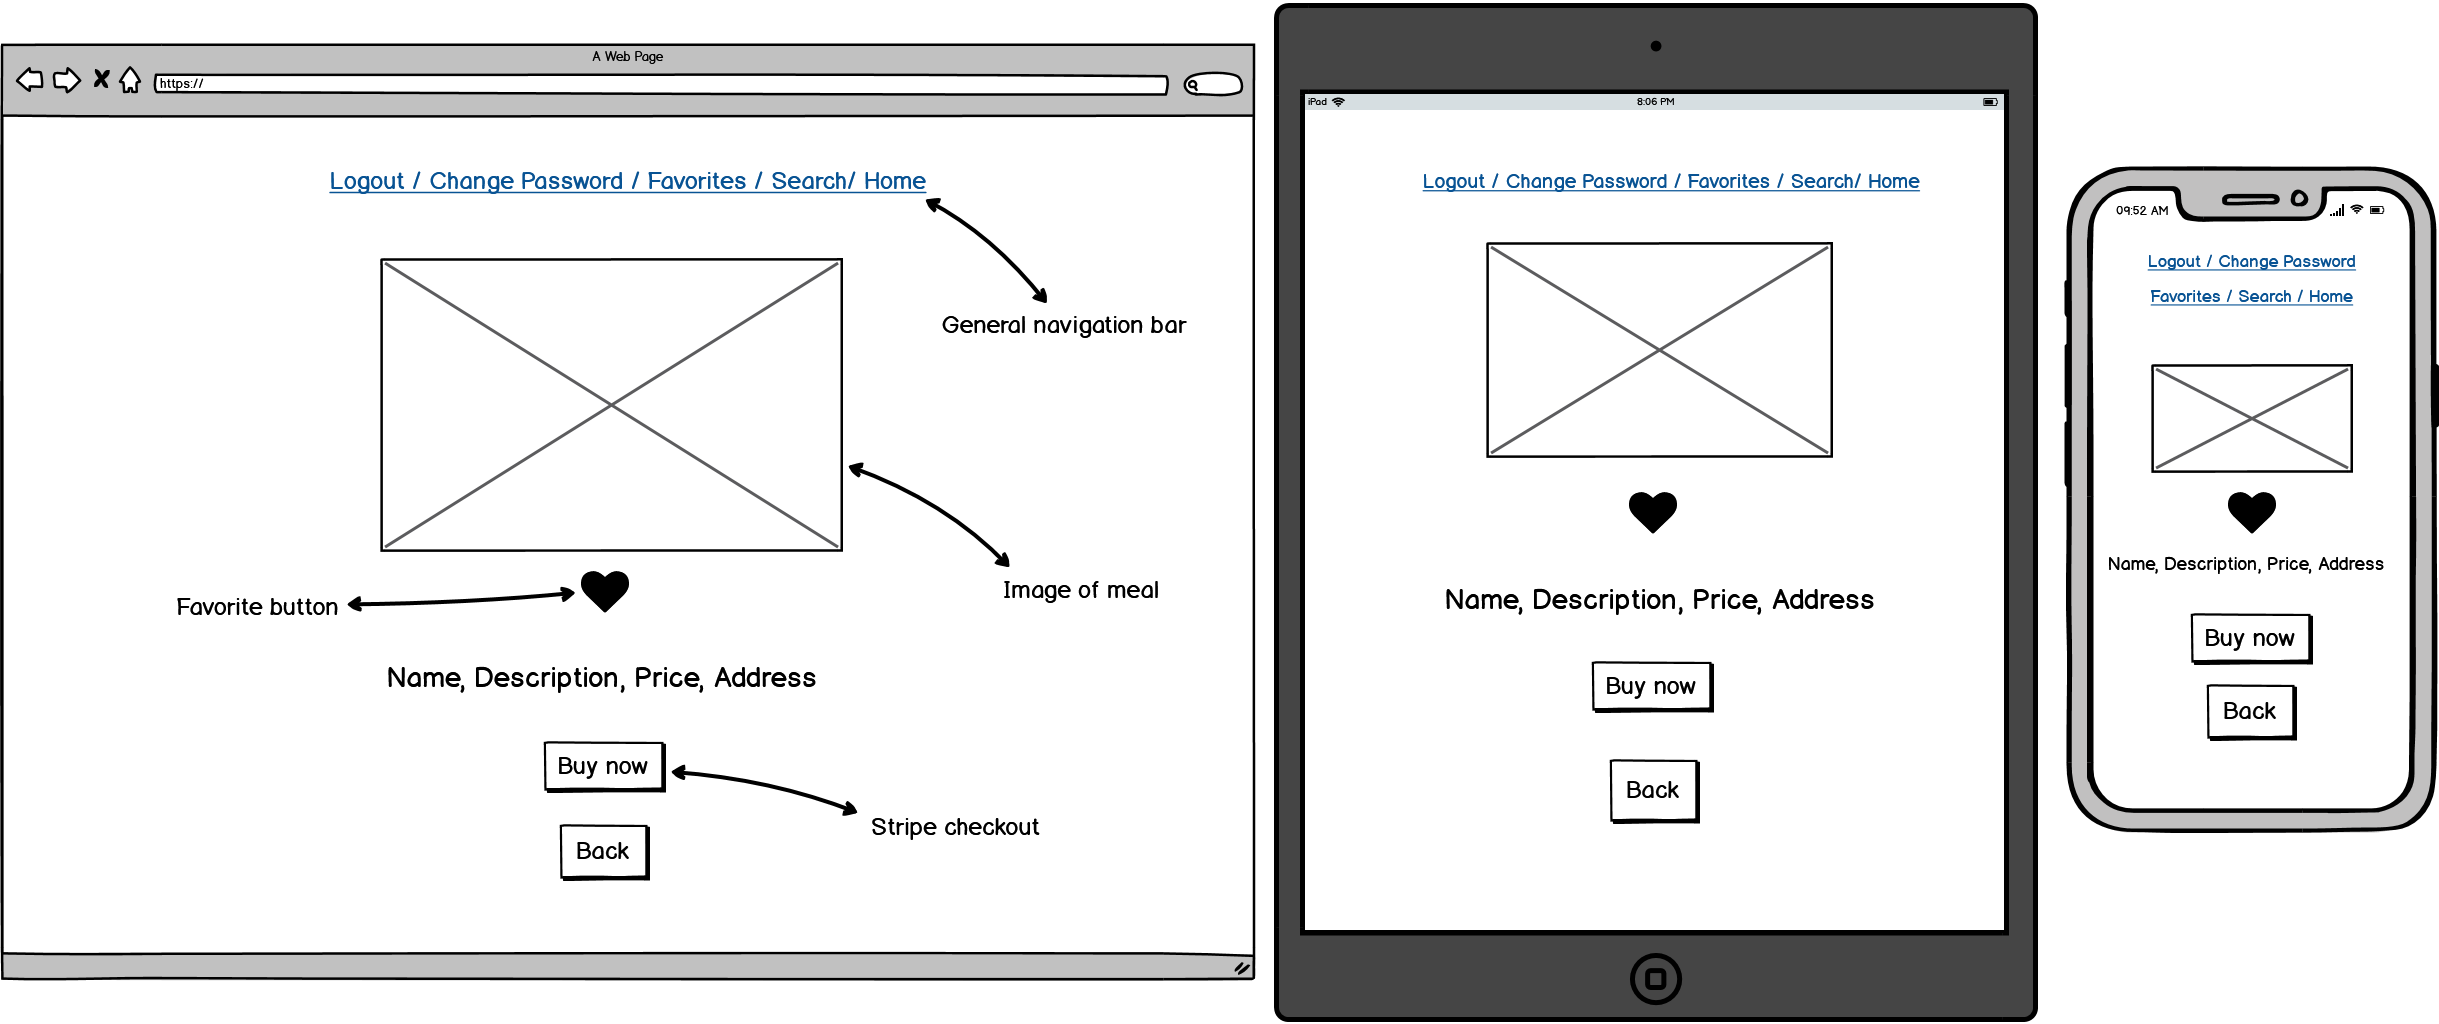 A Web Page
https://
Logout / Change Password / Favorites / Search/ Home
General navigation bar
Image of meal
Favorite button
Name, Description, Price, Address
Buy now
Stripe checkout
Back
iPad
8:06 PM
Logout / Change Password / Favorites / Search/ Home
Name, Description, Price, Address
Buy now
Back
09:52 AM
Logout / Change Password
Favorites / Search / Home
Name, Description, Price, Address
Buy now
Back